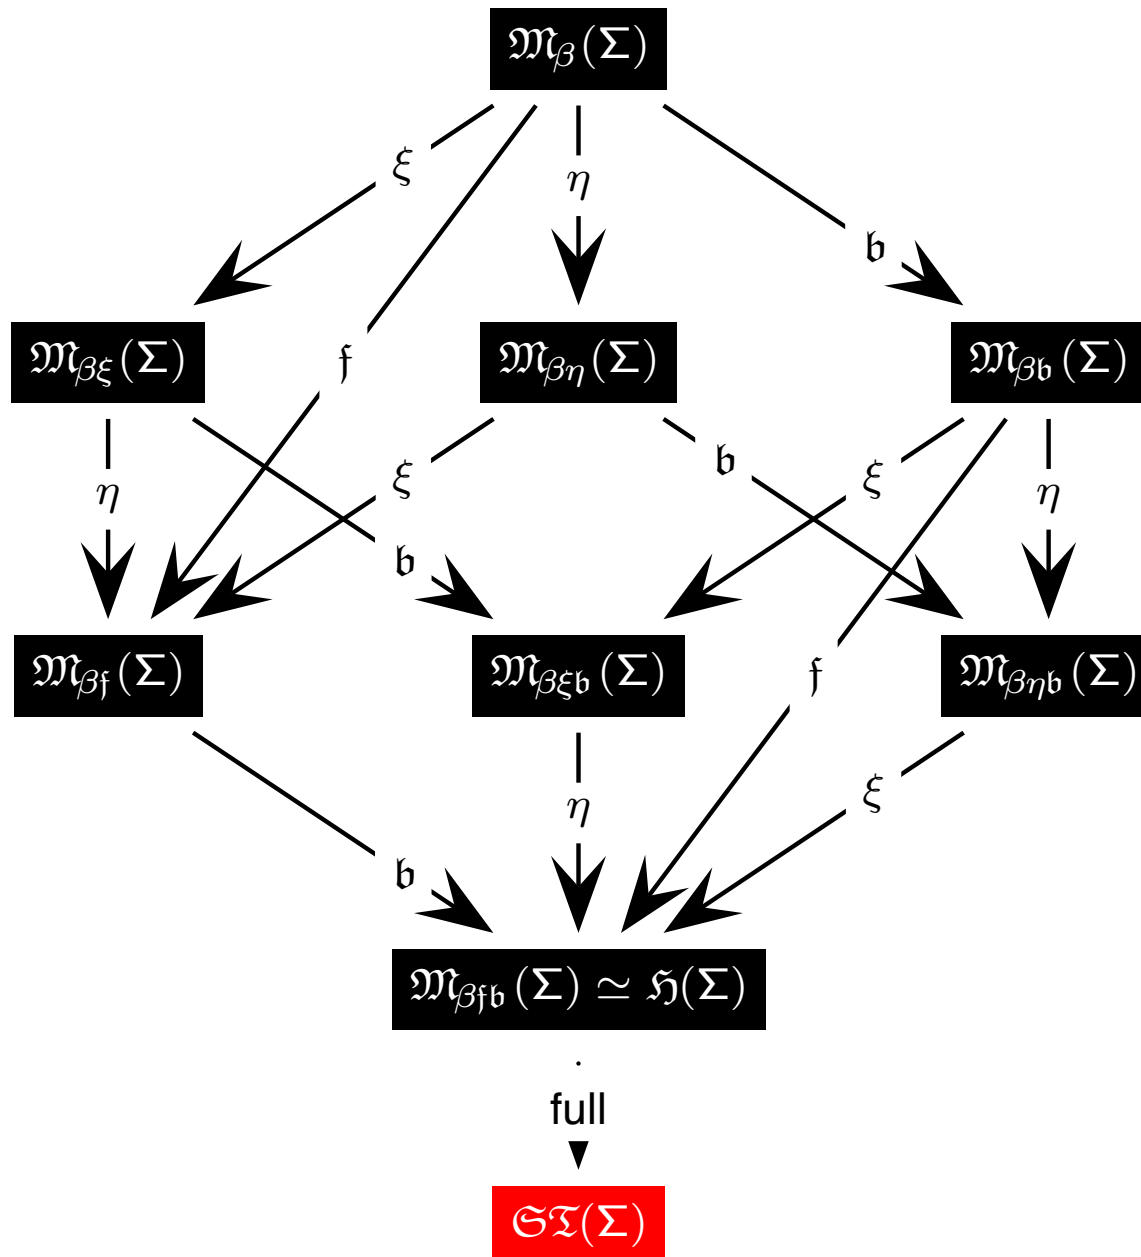 𝔐β(Σ)
ξ
η
𝔟
𝔣
𝔐βξ(Σ) 𝔐βη(Σ) 𝔐β𝔟(Σ)
𝔟
η ξ ξ η
𝔟
𝔐β𝔣(Σ) 𝔐βξ𝔟(Σ) 𝔐βη𝔟(Σ)
𝔣
ξ
η
𝔟
𝔐β𝔣𝔟(Σ) ≃ ℌ(Σ)
full
𝔖𝔗(Σ)